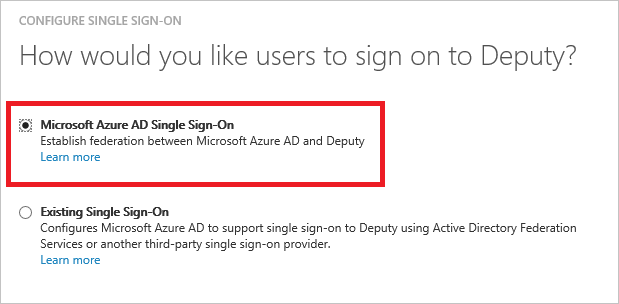 CONFIGURE SINGLE SIGN-ON
How would you like users to sign on to Deputy?
Microsoft Azure AD Single Sign-On
Establish federation between Microsoft Azure AD and Deputy
Learn more
Existing Single Sign-On
Configures Microsoft Azure AD to support single sign-on to Deputy using Active Directory Federation
Services or another third-party single sign-on provider.
Learn more